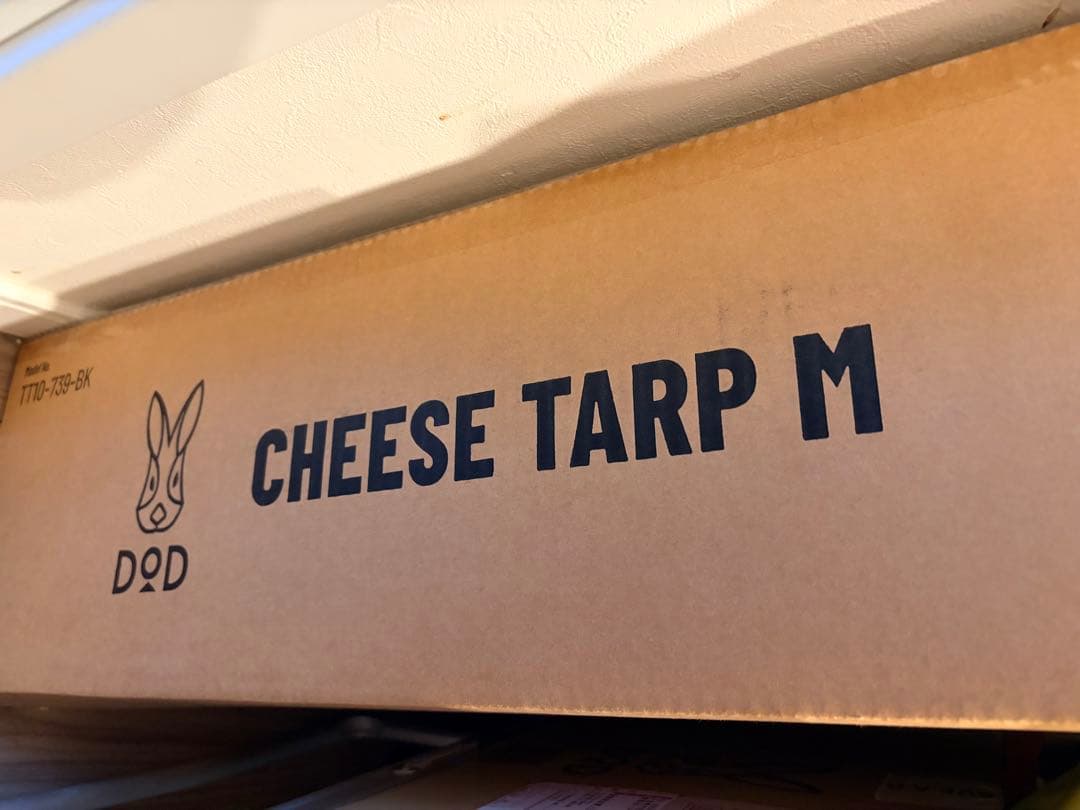 Model No.
TT10-739-BK
DOD
CHEESE TARP M